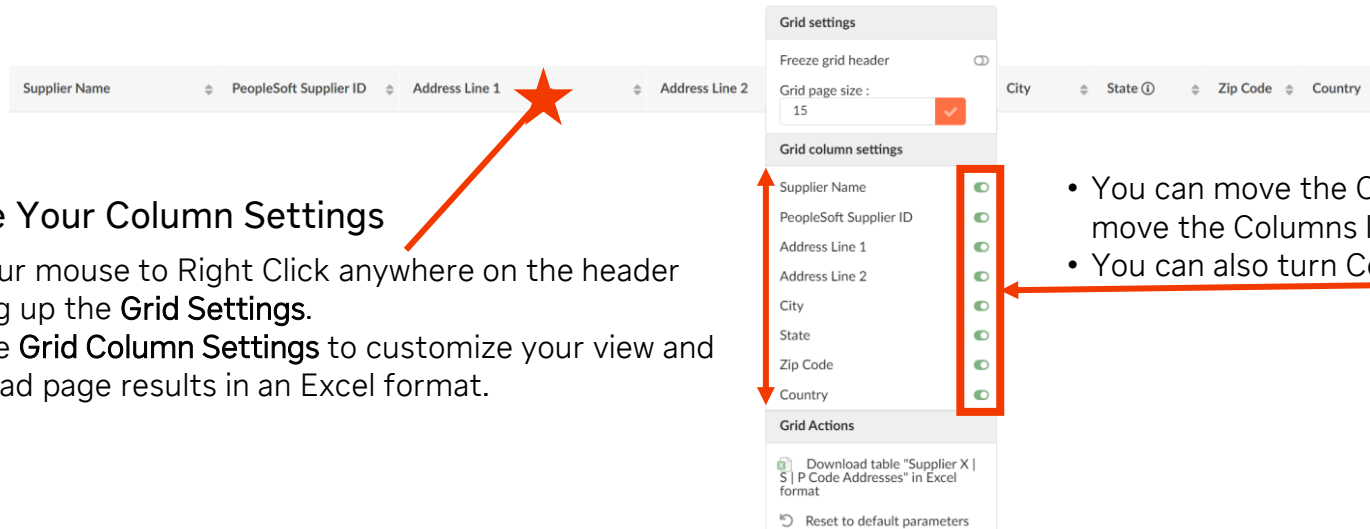 Grid settings
Freeze grid header
Grid page size :
15
Supplier Name PeopleSoft Supplier ID Address Line 1 Address Line 2 City State Zip Code Country
Grid column settings
Supplier Name
PeopleSoft Supplier ID
Address Line 1
Address Line 2
City
State
Zip Code
Country
Grid Actions
Download table "Supplier X |
S | P Code Addresses" in Excel
format
Reset to default parameters
Your Column Settings
mouse to Right Click anywhere on the header
up the Grid Settings.
Grid Column Settings to customize your view and
page results in an Excel format.
• You can move the
move the Columns
• You can also turn